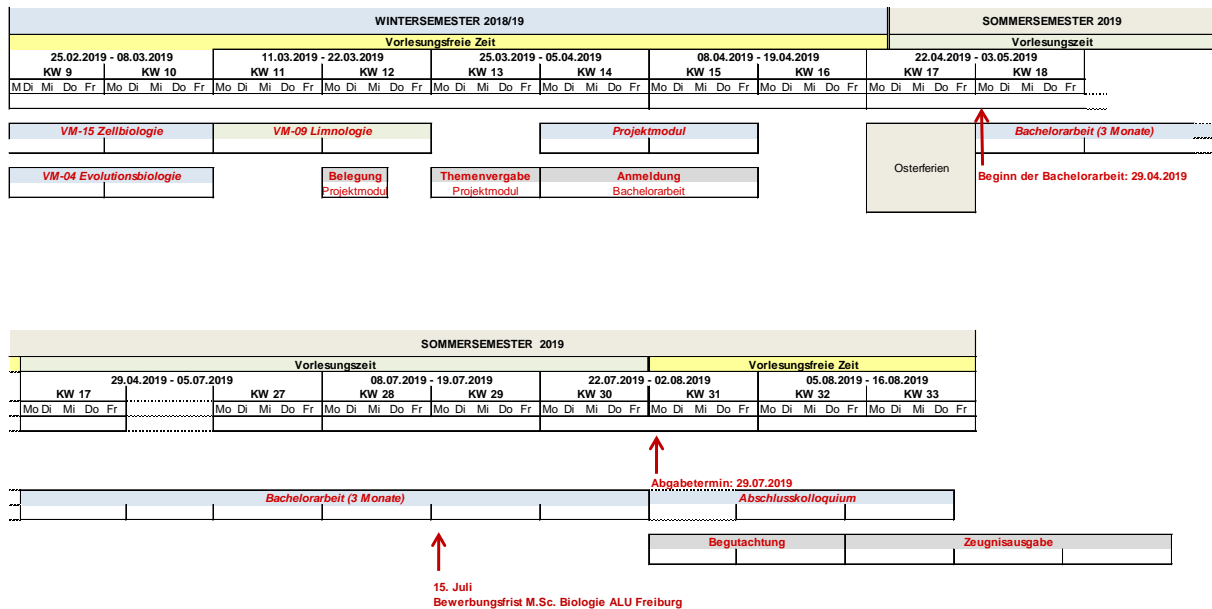 WINTERSEMESTER 2018/19 SOMMERSEMESTER 2019
Vorlesungsfreie Zeit Vorlesungszeit
25.02.2019 - 08.03.2019 11.03.2019 - 22.03.2019 25.03.2019 - 05.04.2019 08.04.2019 - 19.04.2019 22.04.2019 - 03.05.2019
KW 9 KW 10 KW 11 KW 12 KW 13 KW 14 KW 15 KW 16 KW 17 KW 18
M Di Mi Do Fr Mo Di Mi Do Fr Mo Di Mi Do Fr Mo Di Mi Do Fr Mo Di Mi Do Fr Mo Di Mi Do Fr Mo Di Mi Do Fr Mo Di Mi Do Fr Mo Di Mi Do Fr Mo Di Mi Do Fr
VM-15 Zellbiologie VM-09 Limnologie Projektmodul Bachelorarbeit (3 Monate)
VM-04 Evolutionsbiologie Belegung Themenvergabe Anmeldung Osterferien Beginn der Bachelorarbeit: 29.04.2019
Projektmodul Projektmodul Bachelorarbeit
SOMMERSEMESTER 2019
Vorlesungszeit Vorlesungsfreie Zeit
29.04.2019 - 05.07.2019 08.07.2019 - 19.07.2019 22.07.2019 - 02.08.2019 05.08.2019 - 16.08.2019
KW 17 KW 27 KW 28 KW 29 KW 30 KW 31 KW 32 KW 33
Mo Di Mi Do Fr Mo Di Mi Do Fr Mo Di Mi Do Fr Mo Di Mi Do Fr Mo Di Mi Do Fr Mo Di Mi Do Fr Mo Di Mi Do Fr Mo Di Mi Do Fr
Abgabetermin: 29.07.2019
Bachelorarbeit (3 Monate) Abschlusskolloquium
Begutachtung Zeugnisausgabe
15. Juli
Bewerbungsfrist M.Sc. Biologie ALU Freiburg